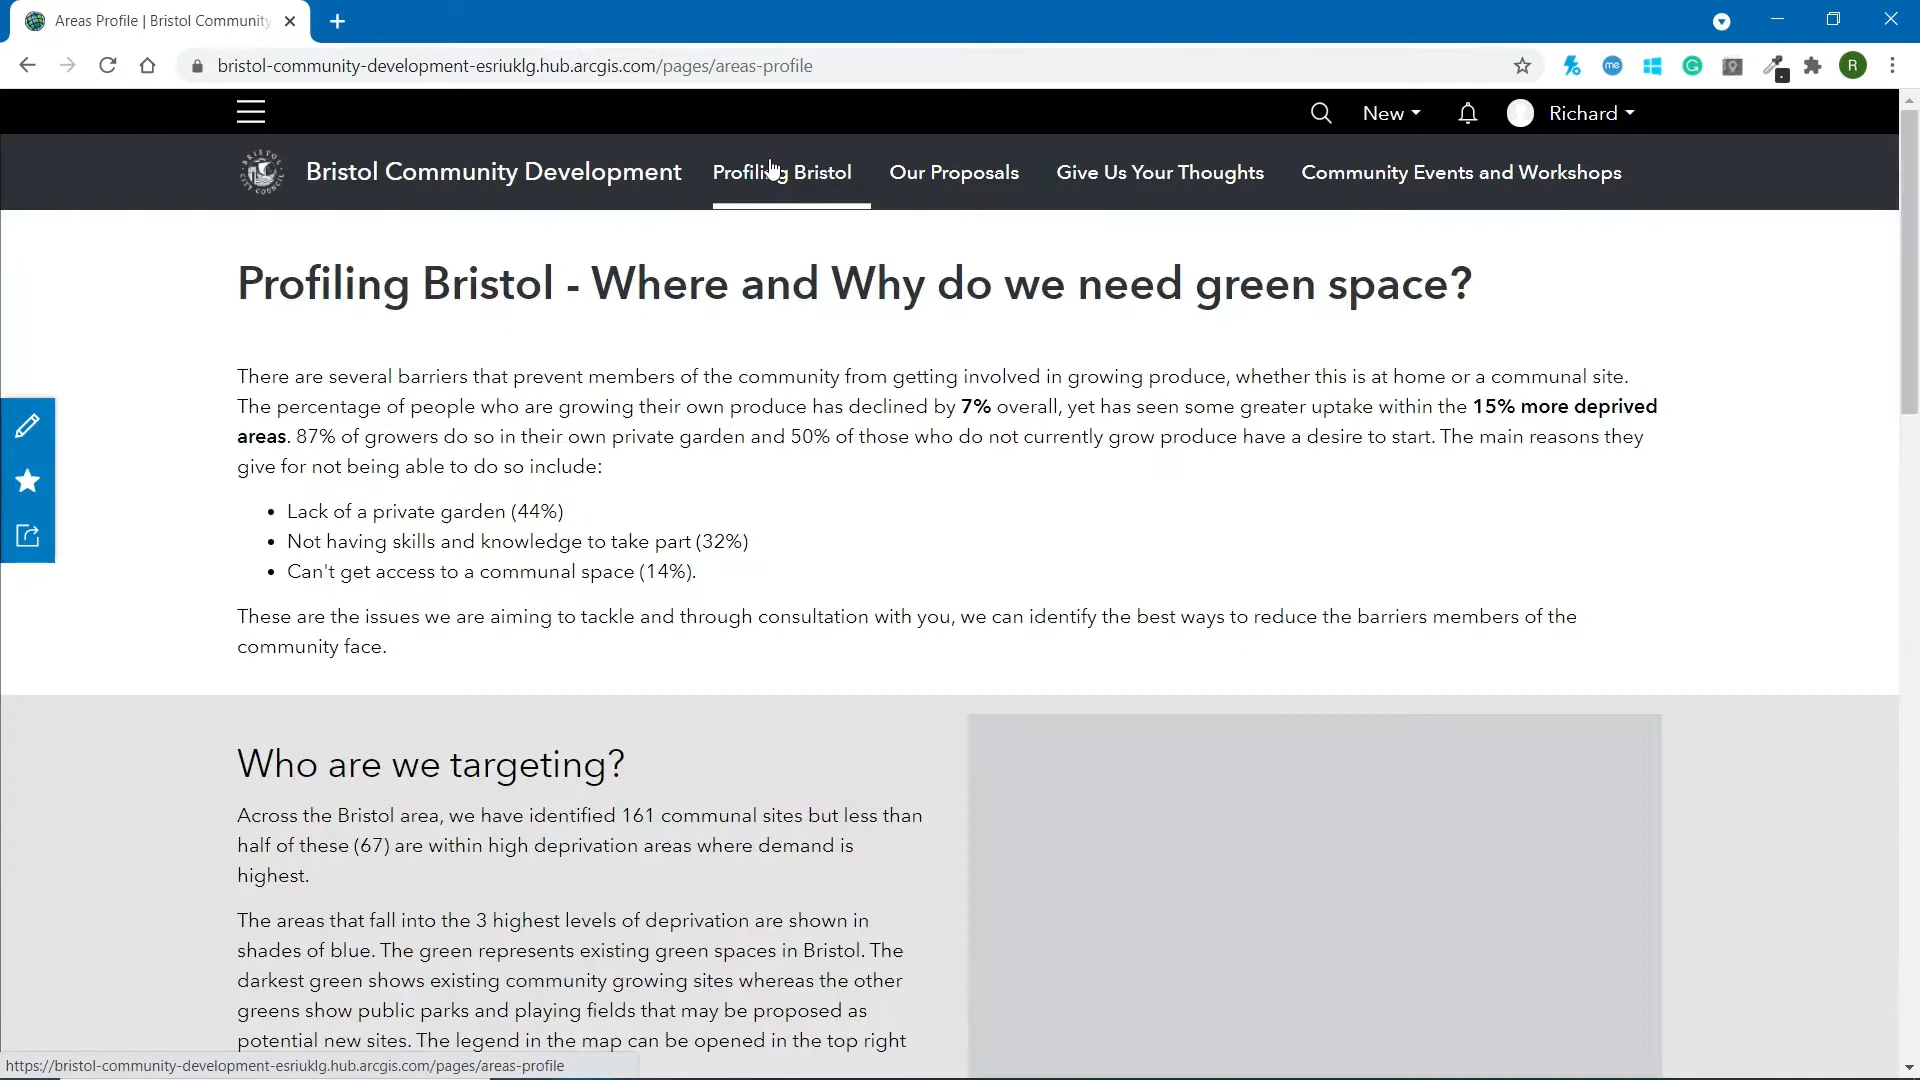 Areas Profile | Bristol Community
bristol-community-development-esriuklg.hub.arcgis.com/pages/areas-profile
me
R
New
Richard
BRISTOL CITY COUNCIL
Bristol Community Development
Profiling Bristol
Our Proposals
Give Us Your Thoughts
Community Events and Workshops
Profiling Bristol - Where and Why do we need green space?
There are several barriers that prevent members of the community from getting involved in growing produce, whether this is at home or a communal site.
The percentage of people who are growing their own produce has declined by 7% overall, yet has seen some greater uptake within the 15% more deprived
areas. 87% of growers do so in their own private garden and 50% of those who do not currently grow produce have a desire to start. The main reasons they
give for not being able to do so include:
• Lack of a private garden (44%)
• Not having skills and knowledge to take part (32%)
• Can't get access to a communal space (14%).
These are the issues we are aiming to tackle and through consultation with you, we can identify the best ways to reduce the barriers members of the
community face.
Who are we targeting?
Across the Bristol area, we have identified 161 communal sites but less than
half of these (67) are within high deprivation areas where demand is
highest.
The areas that fall into the 3 highest levels of deprivation are shown in
shades of blue. The green represents existing green spaces in Bristol. The
darkest green shows existing community growing sites whereas the other
greens show public parks and playing fields that may be proposed as
potential new sites. The legend in the map can be opened in the top right
https://bristol-community-development-esriuklg.hub.arcgis.com/pages/areas-profile